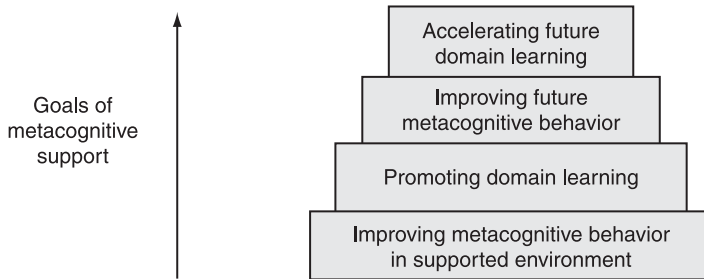 Goals of
metacognitive
support
Accelerating future
domain learning
Improving future
metacognitive behavior
Promoting domain learning
Improving metacognitive behavior
in supported environment